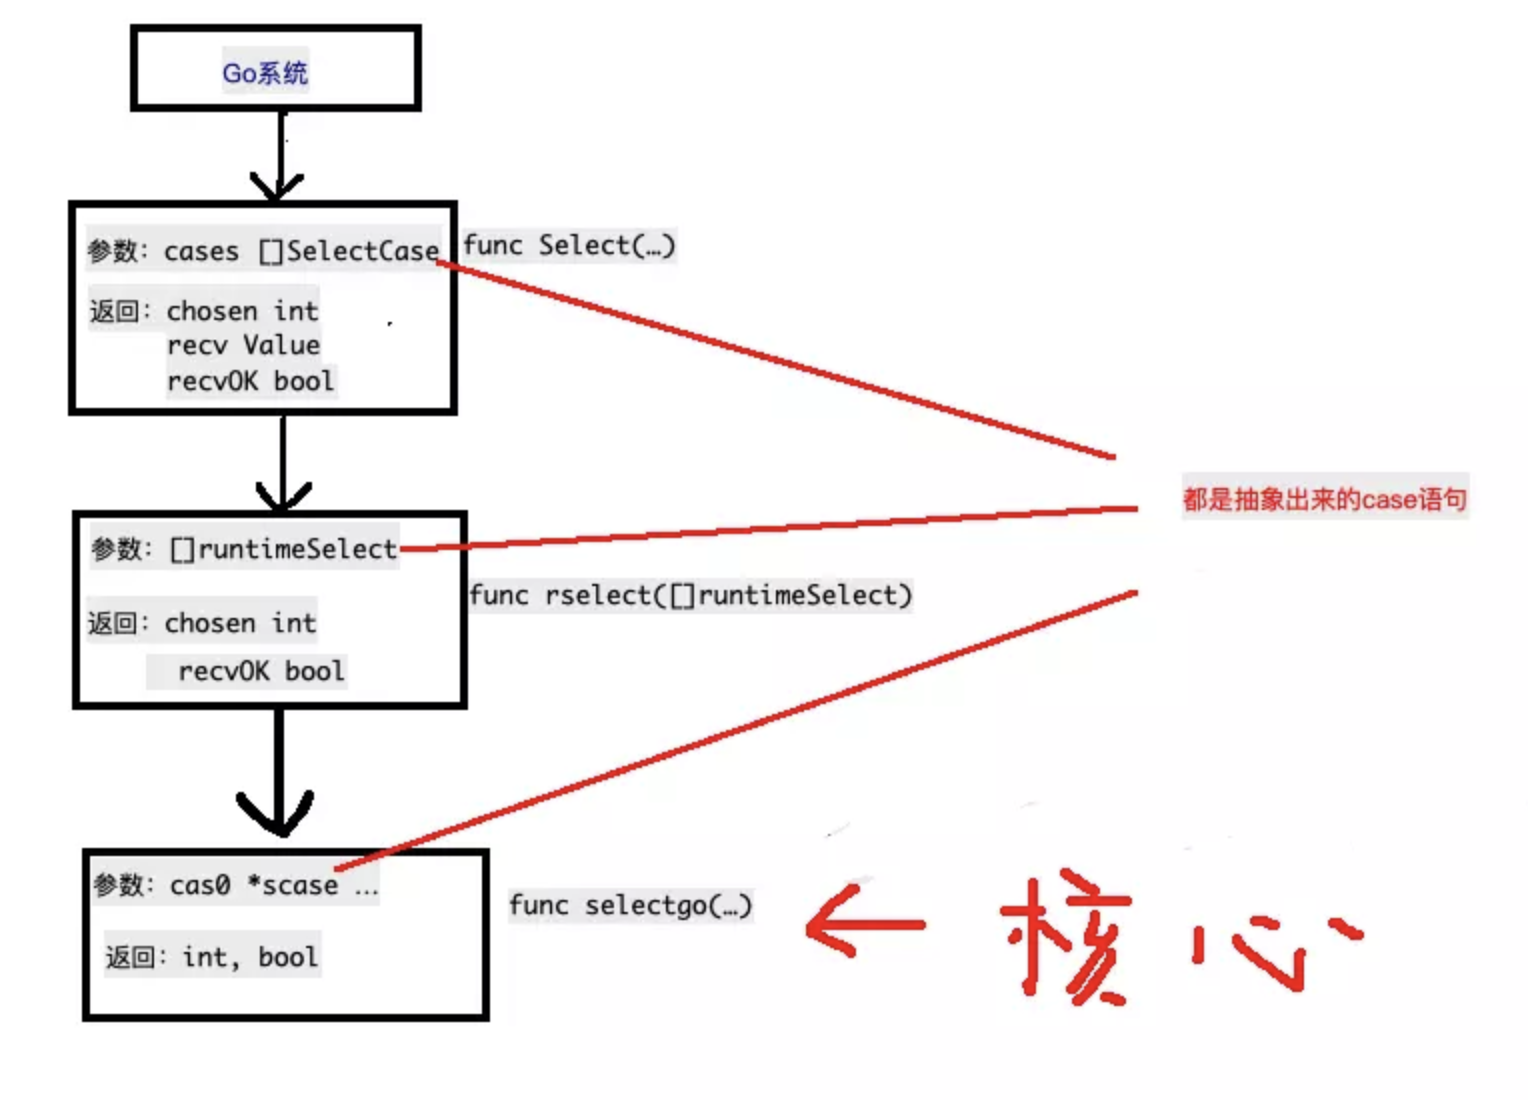 Go系统
参数：cases []SelectCase
func Select(…)
返回：chosen int
recv Value
recvOK bool
都是抽象出来的case语句
参数：[]runtimeSelect
func rselect([]runtimeSelect)
返回：chosen int
recvOK bool
参数：cas0 *scase …
func selectgo(…)
核心
返回：int, bool